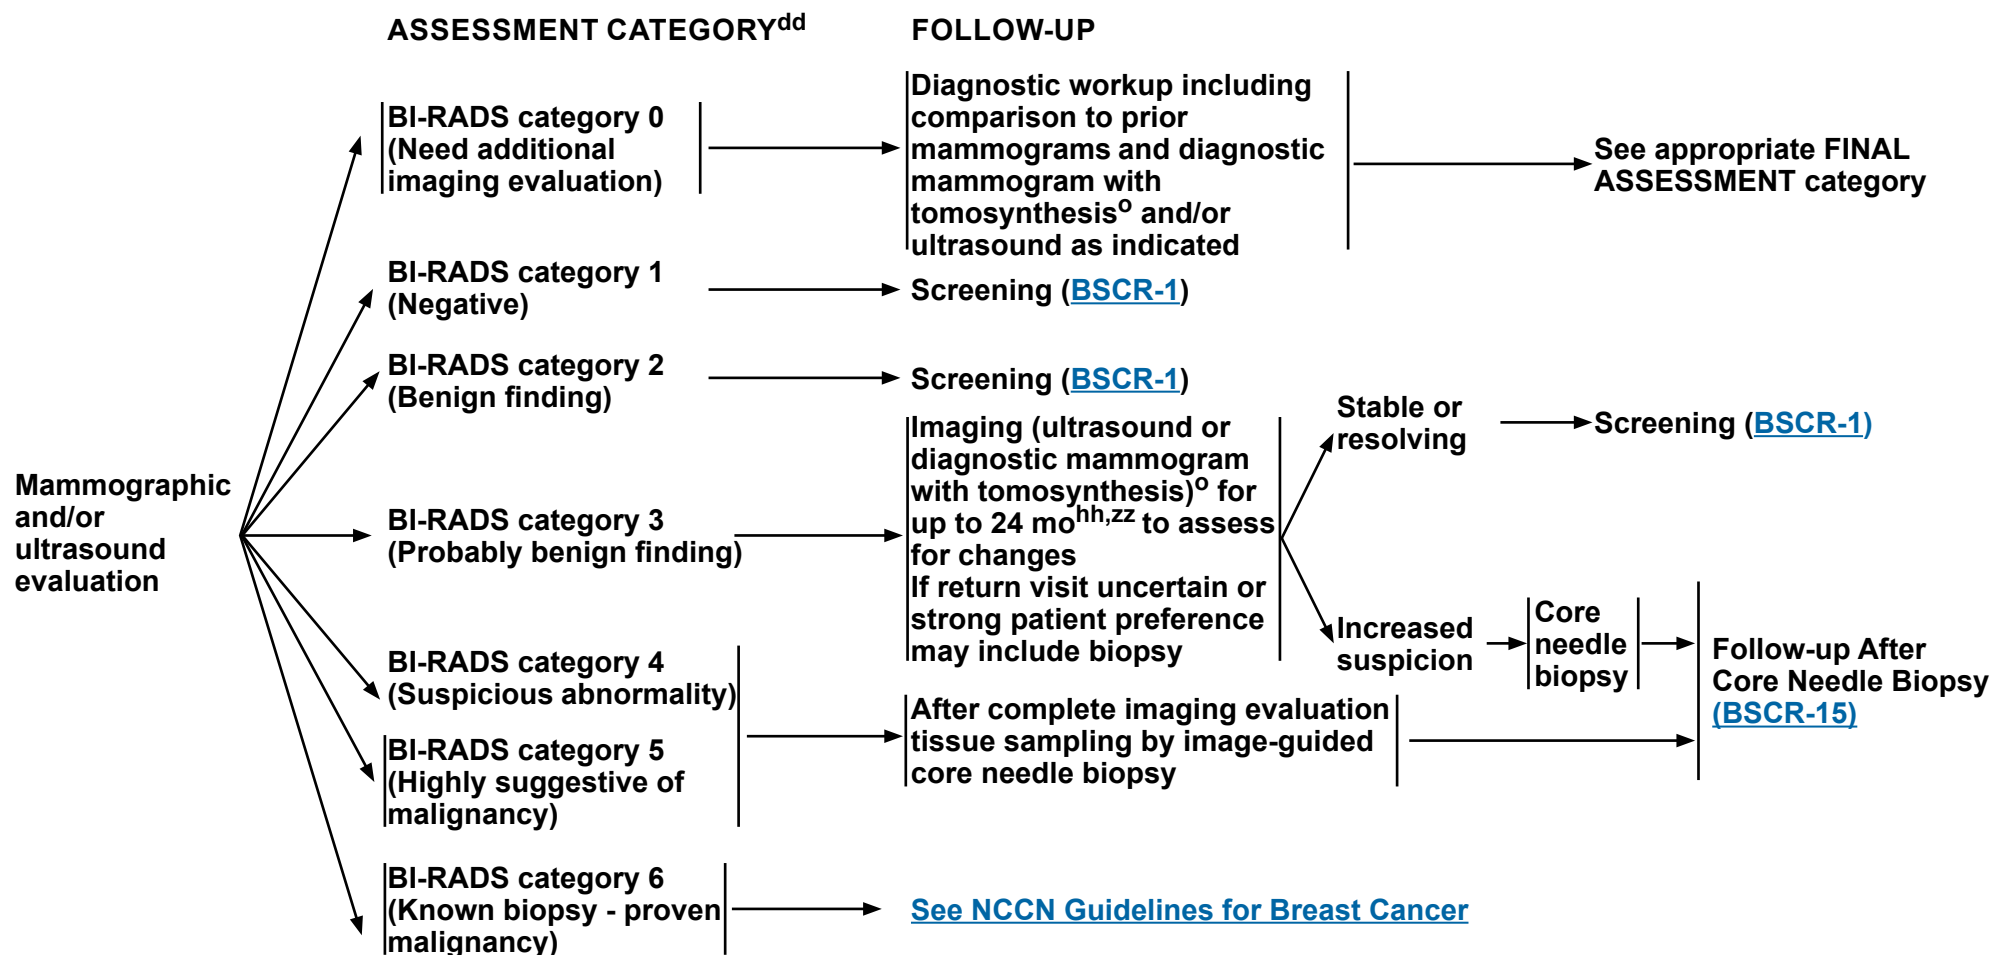 ASSESSMENT CATEGORYdd
FOLLOW-UP
Mammographic
and/or
ultrasound
evaluation
BI-RADS category 0
(Need additional
imaging evaluation)
Diagnostic workup including
comparison to prior
mammograms and diagnostic
mammogram with
tomosynthesiso and/or
ultrasound as indicated
See appropriate FINAL
ASSESSMENT category
BI-RADS category 1
(Negative)
Screening (BSCR-1)
BI-RADS category 2
(Benign finding)
Screening (BSCR-1)
BI-RADS category 3
(Probably benign finding)
Imaging (ultrasound or
diagnostic mammogram
with tomosynthesis)o for
up to 24 mohh,zz to assess
for changes
If return visit uncertain or
strong patient preference
may include biopsy
Stable or
resolving
Screening (BSCR-1)
Increased
suspicion
Core
needle
biopsy
Follow-up After
Core Needle Biopsy
(BSCR-15)
BI-RADS category 4
(Suspicious abnormality)
BI-RADS category 5
(Highly suggestive of
malignancy)
After complete imaging evaluation
tissue sampling by image-guided
core needle biopsy
BI-RADS category 6
(Known biopsy - proven
malignancy)
See NCCN Guidelines for Breast Cancer